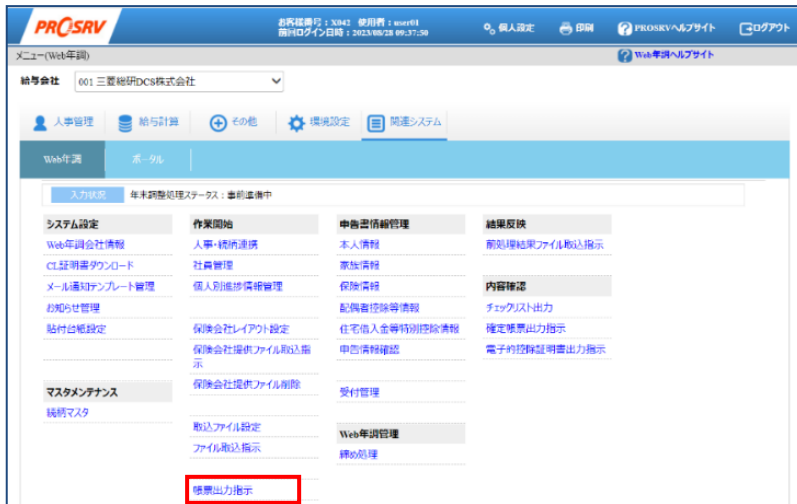 PROSRV
お客様番号：X042 使用者：user01
前回ログイン日時：2023/08/28 09:37:50
個人設定
印刷
PROSRVヘルプサイト
ログアウト
メニュー(Web年調)
Web年調ヘルプサイト
給与会社 001 三菱総研DCS株式会社
人事管理
給与計算
その他
環境設定
関連システム
Web年調
ポータル
入力状況 年末調整処理ステータス：事前準備中
システム設定
Web年調会社情報
CL証明書ダウンロード
メール通知テンプレート管理
お知らせ管理
貼付台紙設定
マスタメンテナンス
続柄マスタ
作業開始
人事・続柄連携
社員管理
個人別進捗情報管理
保険会社レイアウト設定
保険会社提供ファイル取込指
示
保険会社提供ファイル削除
取込ファイル設定
ファイル取込指示
帳票出力指示
申告書情報管理
本人情報
家族情報
保険情報
配偶者控除等情報
住宅借入金等特別控除情報
申告情報確認
受付管理
Web年調管理
締め処理
結果反映
前処理結果ファイル取込指示
内容確認
チェックリスト出力
確定帳票出力指示
電子的控除証明書出力指示